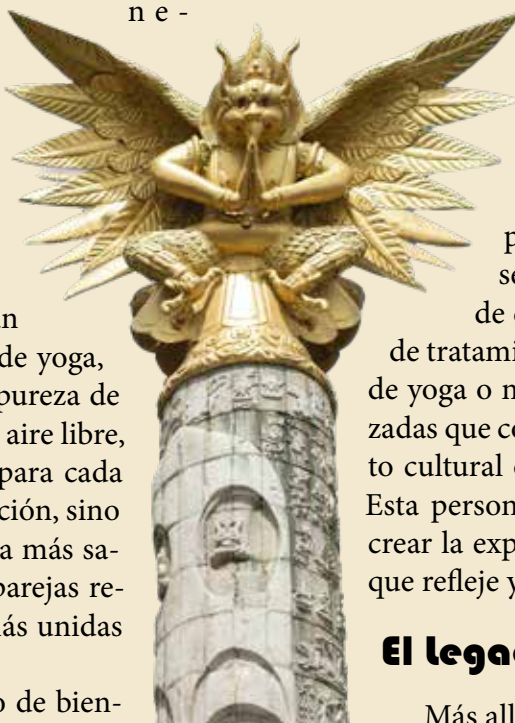 n e -
de yoga,
pureza de
aire libre,
para cada
ción, sino
a más sa-
parejas re-
ás unidas
o de bien-
p
se
de
de tratami
de yoga o
zadas que co
to cultural
Esta person
crear la exp
que refleje y
El Lega
Más all